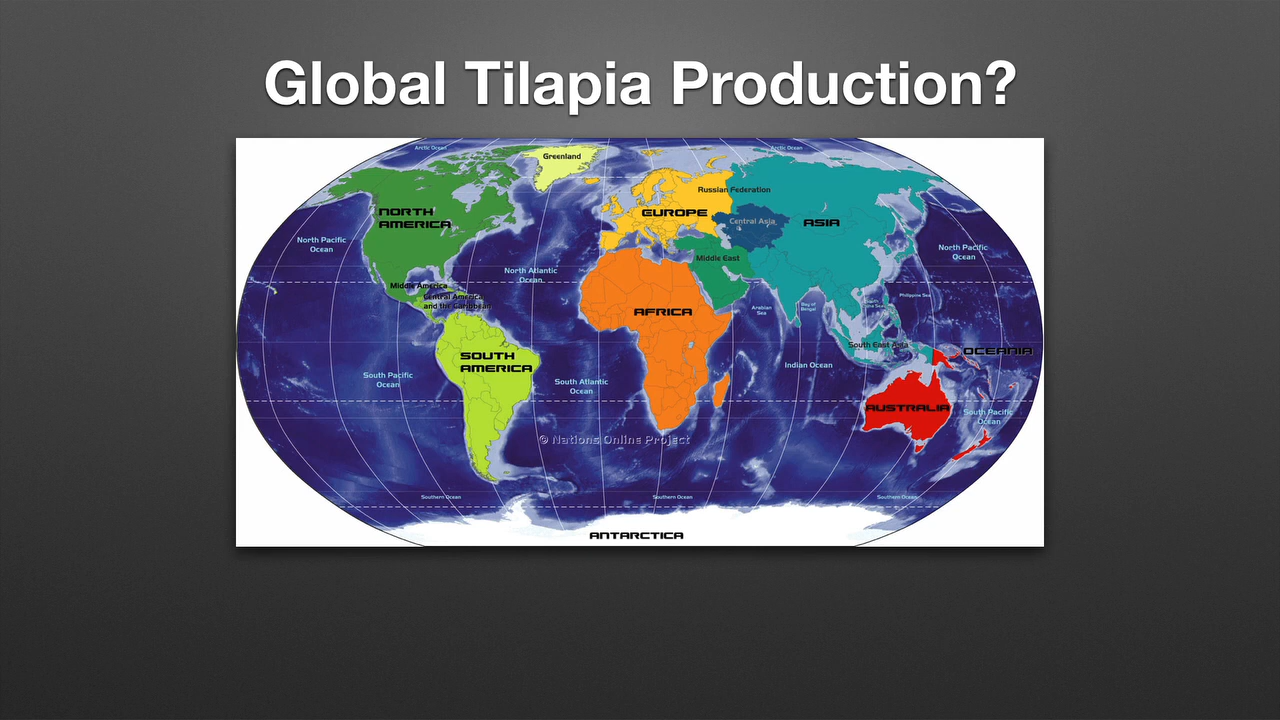 Global Tilapia Production?
Arctic Ocean
Arctic Ocean
Greenland
Russian Federation
NORTH
AMERICA
EUROPE
Central Asia
ASIA
North Pacific
Ocean
North Pacific
Ocean
Middle East
North Atlantic
Ocean
Middle America
Central America
and the Caribbean
Philippine Sea
South
China Sea
Arabian
Sea
Bay of
Bengal
AFRICA
South East Asia
OCEANIA
SOUTH
AMERICA
Indian Ocean
South Pacific
Ocean
South Atlantic
Ocean
AUSTRALIA
South Pacific
Ocean
© Nations Online Project
Southern Ocean
Southern Ocean
Southern Ocean
ANTARCTICA